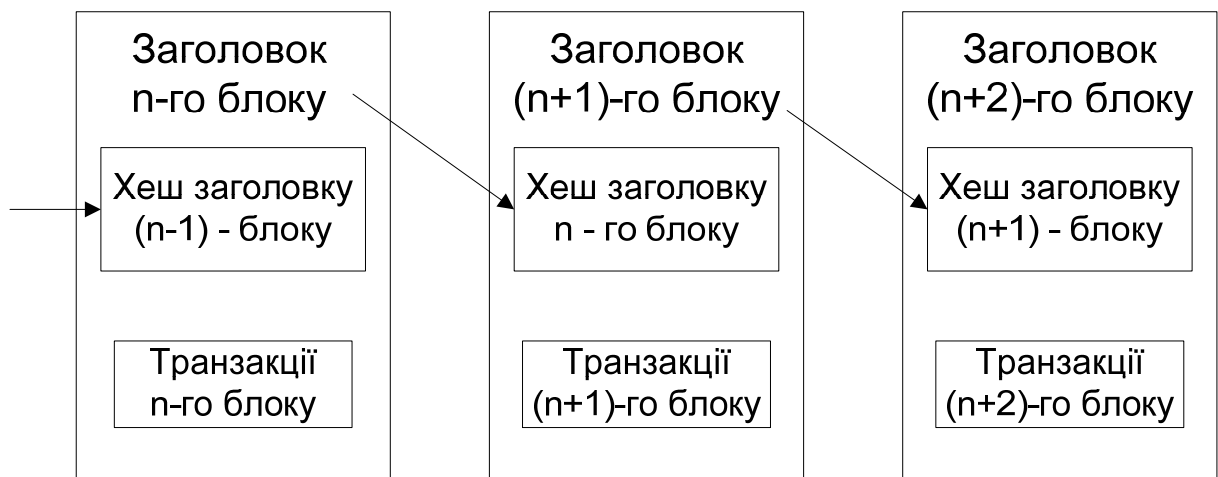 Заголовок
n-го блоку
Хеш заголовку
(n-1) - блоку
Транзакції
n-го блоку
Заголовок
(n+1)-го блоку
Хеш заголовку
n - го блоку
Транзакції
(n+1)-го блоку
Заголовок
(n+2)-го блоку
Хеш заголовку
(n+1) - блоку
Транзакції
(n+2)-го блоку